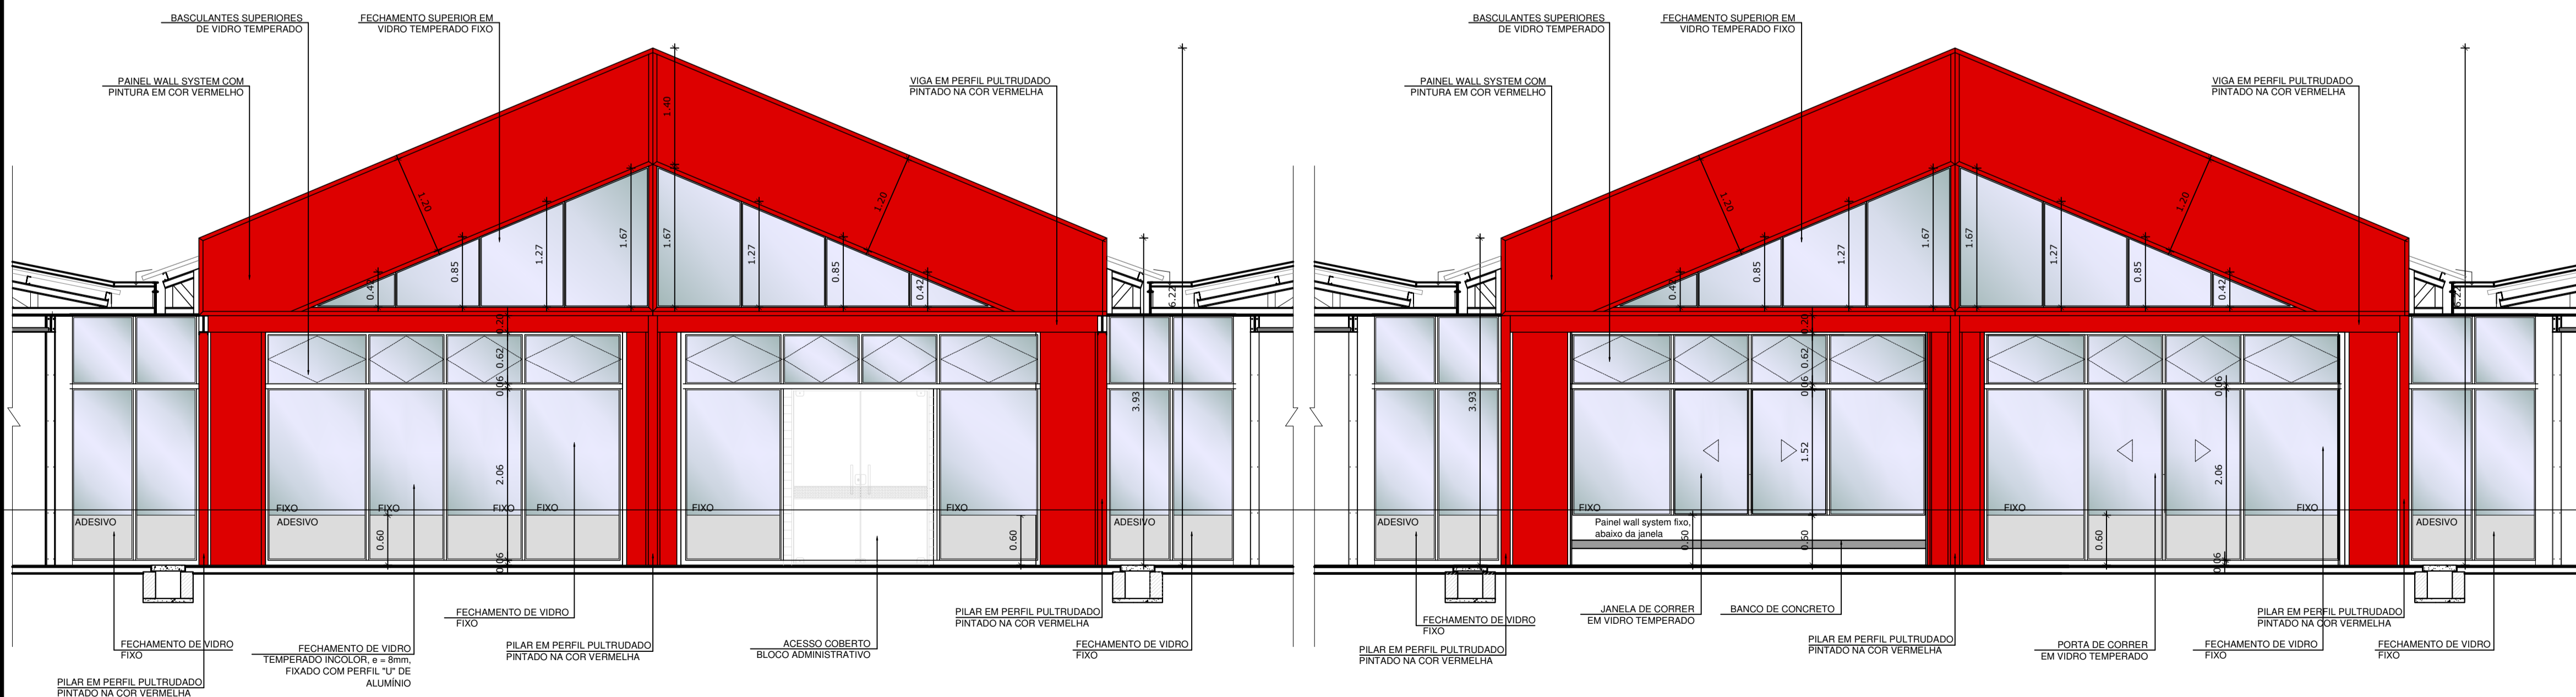 BASCULANTES SUPERIORES
DE VIDRO TEMPERADO
FECHAMENTO SUPERIOR EM
VIDRO TEMPERADO FIXO
PAINEL WALL SYSTEM COM
PINTURA EM COR VERMELHO
VIGA EM PERFIL PULTRUDADO
PINTADO NA COR VERMELHA
1.40
1.20
1.20
0.85
1.27
1.67
1.67
1.27
0.85
0.42
6.22
0.20
0.62
0.06
3.93
2.06
FIXO
FIXO
FIXO
FIXO
FIXO
FIXO
ADESIVO
ADESIVO
ADESIVO
0.60
0.06
0.60
FECHAMENTO DE VIDRO
FIXO
PILAR EM PERFIL PULTRUDADO
PINTADO NA COR VERMELHA
FECHAMENTO DE VIDRO
TEMPERADO INCOLOR, e = 8mm,
FIXADO COM PERFIL "U" DE
ALUMÍNIO
FECHAMENTO DE VIDRO
FIXO
PILAR EM PERFIL PULTRUDADO
PINTADO NA COR VERMELHA
ACESSO COBERTO
BLOCO ADMINISTRATIVO
PILAR EM PERFIL PULTRUDADO
PINTADO NA COR VERMELHA
FECHAMENTO DE VIDRO
FIXO
BASCULANTES SUPERIORES
DE VIDRO TEMPERADO
FECHAMENTO SUPERIOR EM
VIDRO TEMPERADO FIXO
PAINEL WALL SYSTEM COM
PINTURA EM COR VERMELHO
VIGA EM PERFIL PULTRUDADO
PINTADO NA COR VERMELHA
1.20
1.20
0.85
1.27
1.67
1.67
1.27
0.85
0.42
0.20
0.62
0.06
0.06
3.93
1.52
2.06
FIXO
FIXO
FIXO
ADESIVO
ADESIVO
Painel wall system fixo,
abaixo da janela
0.60
0.60
0.60
0.06
FECHAMENTO DE VIDRO
FIXO
PILAR EM PERFIL PULTRUDADO
PINTADO NA COR VERMELHA
JANELA DE CORRER
EM VIDRO TEMPERADO
BANCO DE CONCRETO
PILAR EM PERFIL PULTRUDADO
PINTADO NA COR VERMELHA
PORTA DE CORRER
EM VIDRO TEMPERADO
FECHAMENTO DE VIDRO
FIXO
PILAR EM PERFIL PULTRUDADO
PINTADO NA COR VERMELHA
FECHAMENTO DE VIDRO
FIXO